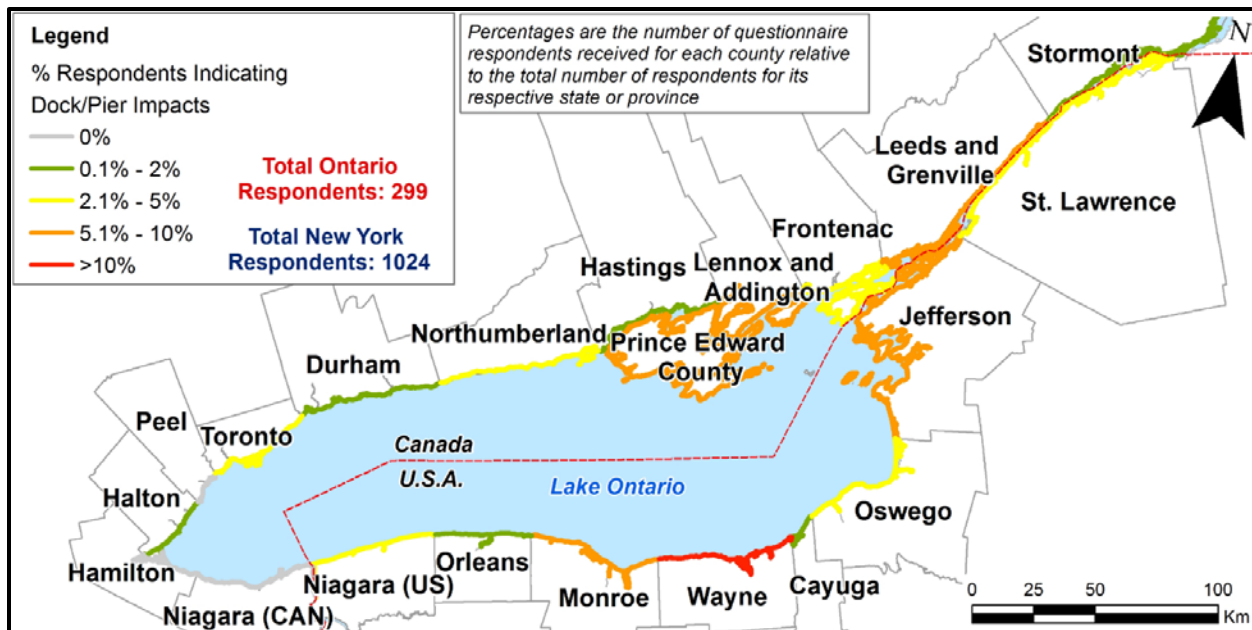 Legend
% Respondents Indicating
Dock/Pier Impacts
0%
0.1% - 2%
2.1% - 5%
5.1% - 10%
>10%
Total Ontario
Respondents: 299
Total New York
Respondents: 1024
Percentages are the number of questionnaire
respondents received for each county relative
to the total number of respondents for its
respective state or province
N
Stormont
Leeds and
Grenville
St. Lawrence
Frontenac
Hastings
Lennox and
Addington
Jefferson
Northumberland
Prince Edward
County
Durham
Peel
Toronto
Canada
U.S.A.
Lake Ontario
Halton
Oswego
Hamilton
Niagara (CAN)
Niagara (US)
Orleans
Monroe
Wayne
Cayuga
0 25 50 100
Km